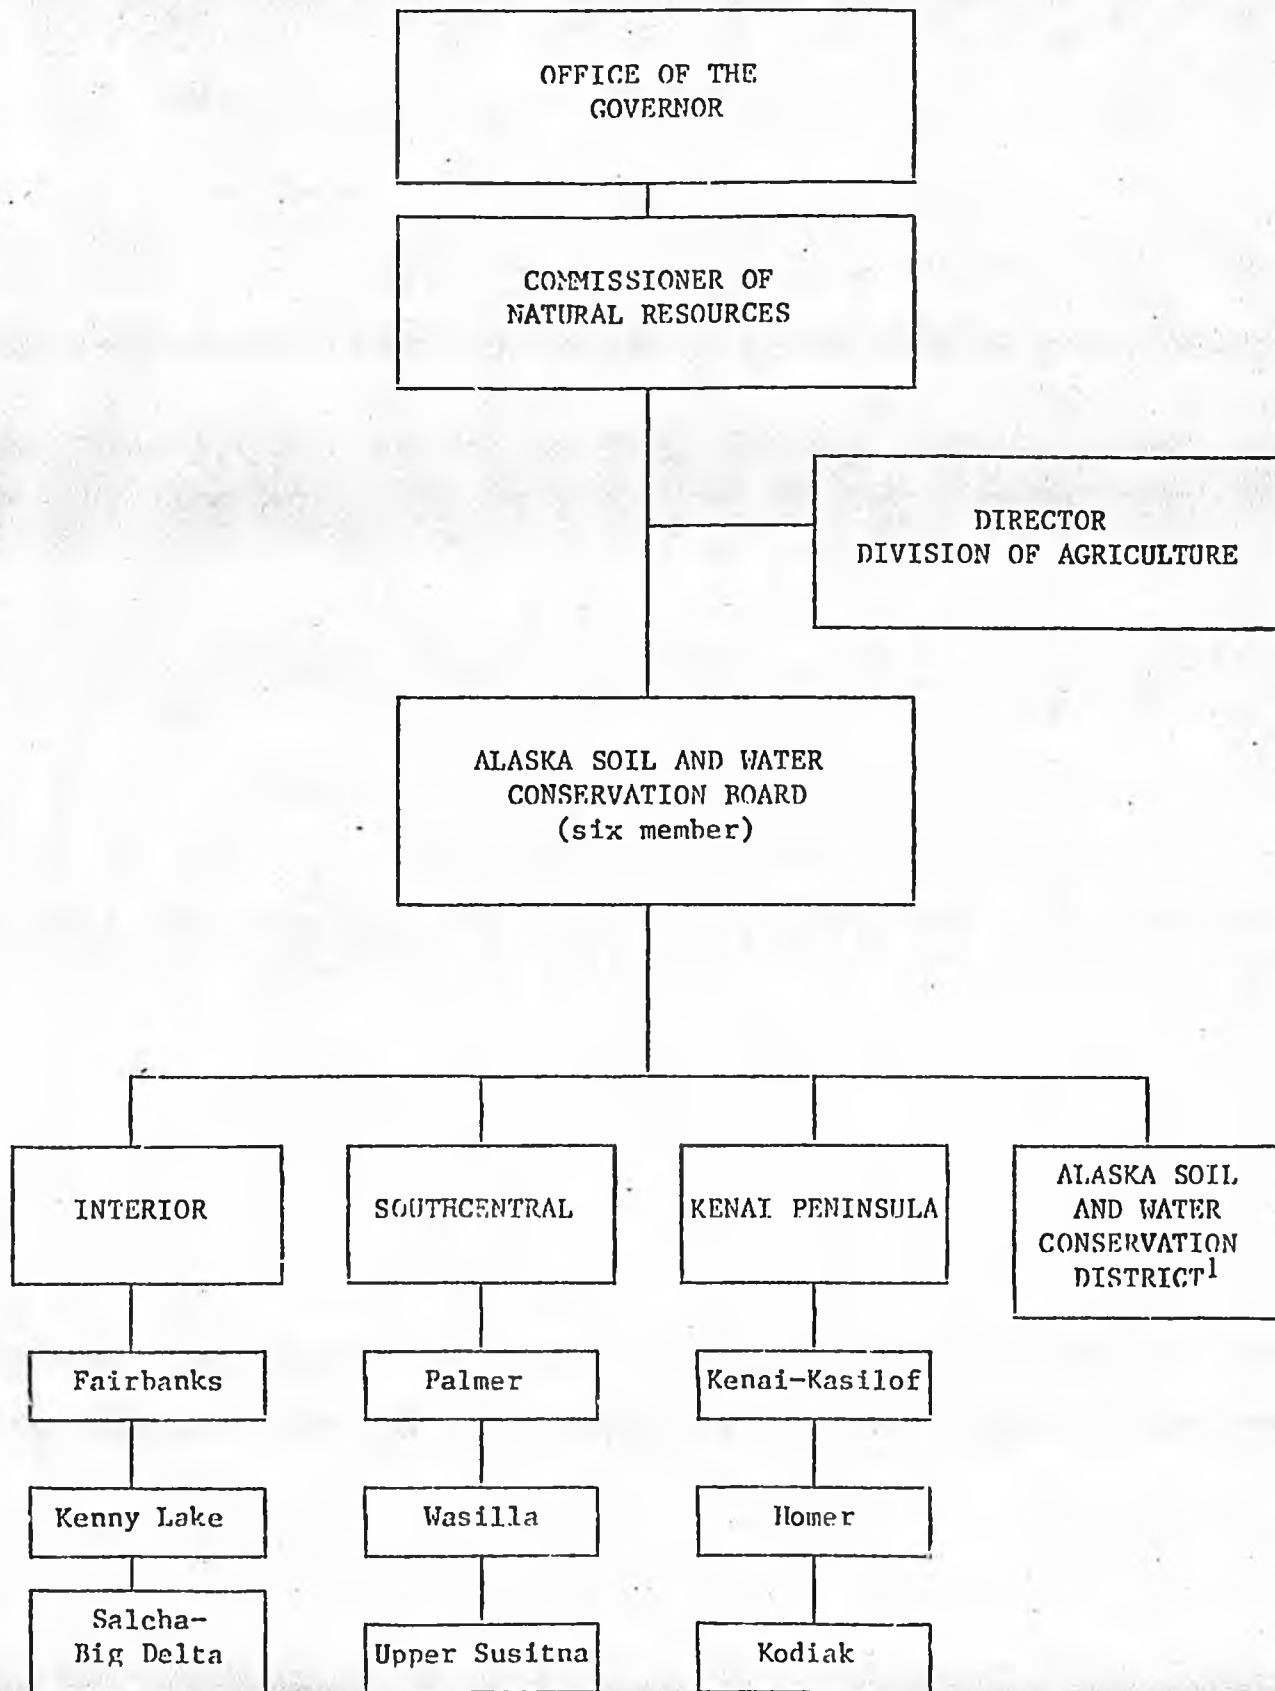 OFFICE OF THE
GOVERNOR
COMMISSIONER OF
NATURAL RESOURCES
DIRECTOR
DIVISION OF AGRICULTURE
ALASKA SOIL AND WATER
CONSERVATION BOARD
(six member)
INTERIOR
SOUTHCENTRAL
KENAI PENINSULA
ALASKA SOIL
AND WATER
CONSERVATION
DISTRICT¹
Fairbanks
Palmer
Kenai-Kasilof
Kenny Lake
Wasilla
Homer
Salcha-
Big Delta
Upper Susitna
Kodiak